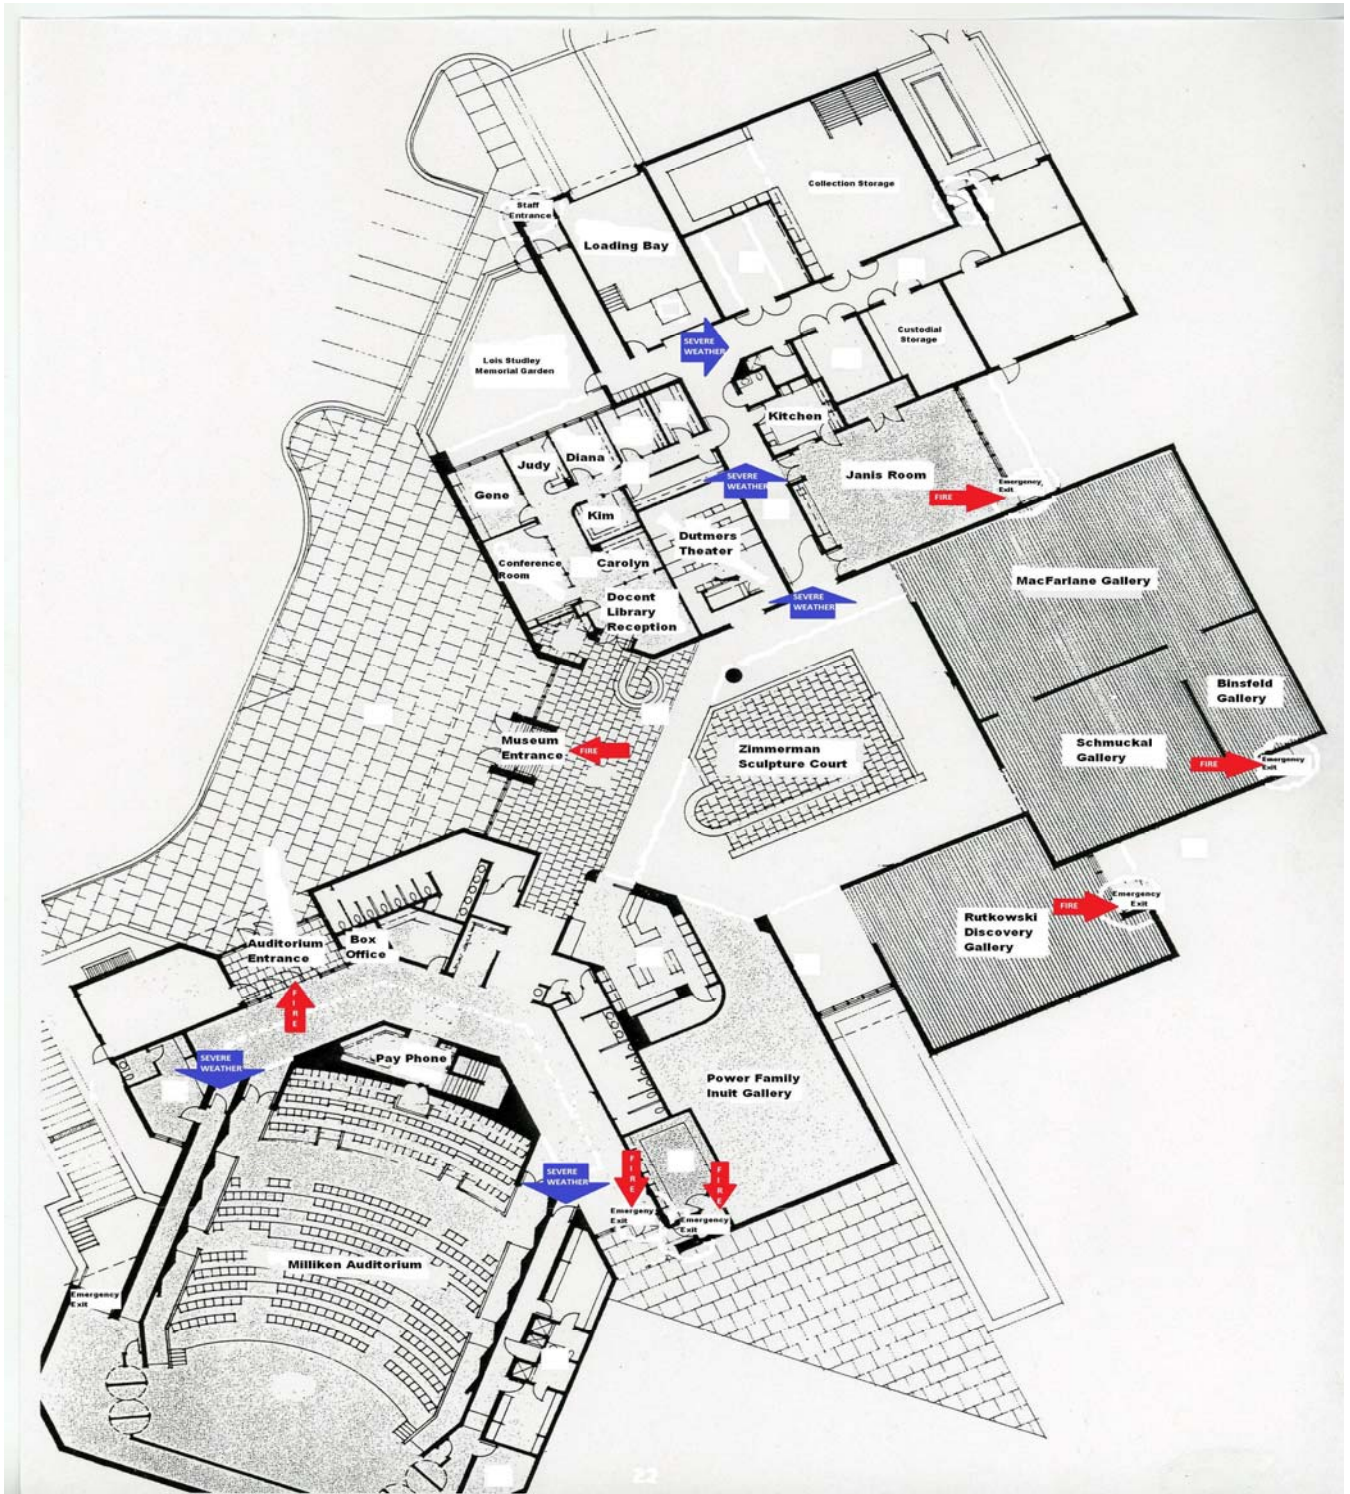 Collection Storage
Staff
Entrance
Loading Bay
Custodial
Storage
SEVERE
WEATHER
Lois Studley
Memorial Garden
Kitchen
Diana
Judy
Gene
Janis Room
SEVERE
WEATHER
Emergency
Exit
FIRE
Kim
Dutmers
Theater
Conference
Room
Carolyn
MacFarlane Gallery
Docent
Library
Reception
SEVERE
WEATHER
Binsfeld
Gallery
Museum
Entrance
FIRE
Zimmerman
Sculpture Court
Schmuckal
Gallery
FIRE
Emergency
Exit
Emergency
Exit
FIRE
Rutkowski
Discovery
Gallery
Auditorium
Entrance
Box
Office
FIRE
SEVERE
WEATHER
Pay Phone
Power Family
Inuit Gallery
SEVERE
WEATHER
FIRE
FIRE
Emergeny
Exit
Emergency
Exit
Milliken Auditorium
Emergency
Exit
2
22